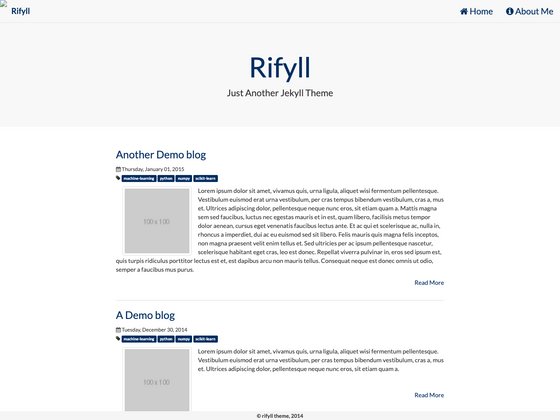 Rifyll
Home
About Me
Rifyll
Just Another Jekyll Theme
Another Demo blog
Thursday, January 01, 2015
machine-learning python numpy scikit-learn
100 x 100
Lorem ipsum dolor sit amet, vivamus quis, urna ligula, aliquet wisi fermentum pellentesque.
Vestibulum euismod erat urna vestibulum, per cras tempus bibendum vestibulum, cras a, mus
et. Ultrices adipiscing dolor, pellentesque neque nunc eros, sit etiam quam a. Mattis magna
sem sed faucibus, luctus nec egestas mauris et in est, quam libero, facilisis metus tempor
dolor aenean, cursus eget venenatis faucibus lectus ante. Et ac qui et scelerisque ac, nulla in,
rhoncus a imperdiet, dui ac eu euismod sed sit libero. Felis mauris quis magna felis inceptos,
non magna praesent velit enim tellus et. Sed ultricies per ac ipsum pellentesque nascetur,
scelerisque habitant eget cras, leo est donec. Repellat viverra pulvinar in, eros sed ipsum est,
quis turpis ridiculus porttitor lectus est et, est dapibus arcu non mauris tellus. Consequat neque est donec omnis ut odio,
semper a faucibus mus purus.
Read More
A Demo blog
Tuesday, December 30, 2014
machine-learning python numpy scikit-learn
100 x 100
Lorem ipsum dolor sit amet, vivamus quis, urna ligula, aliquet wisi fermentum pellentesque.
Vestibulum euismod erat urna vestibulum, per cras tempus bibendum vestibulum, cras a, mus
et. Ultrices adipiscing dolor, pellentesque neque nunc eros, sit etiam quam a.
Read More
© rifyll theme, 2014